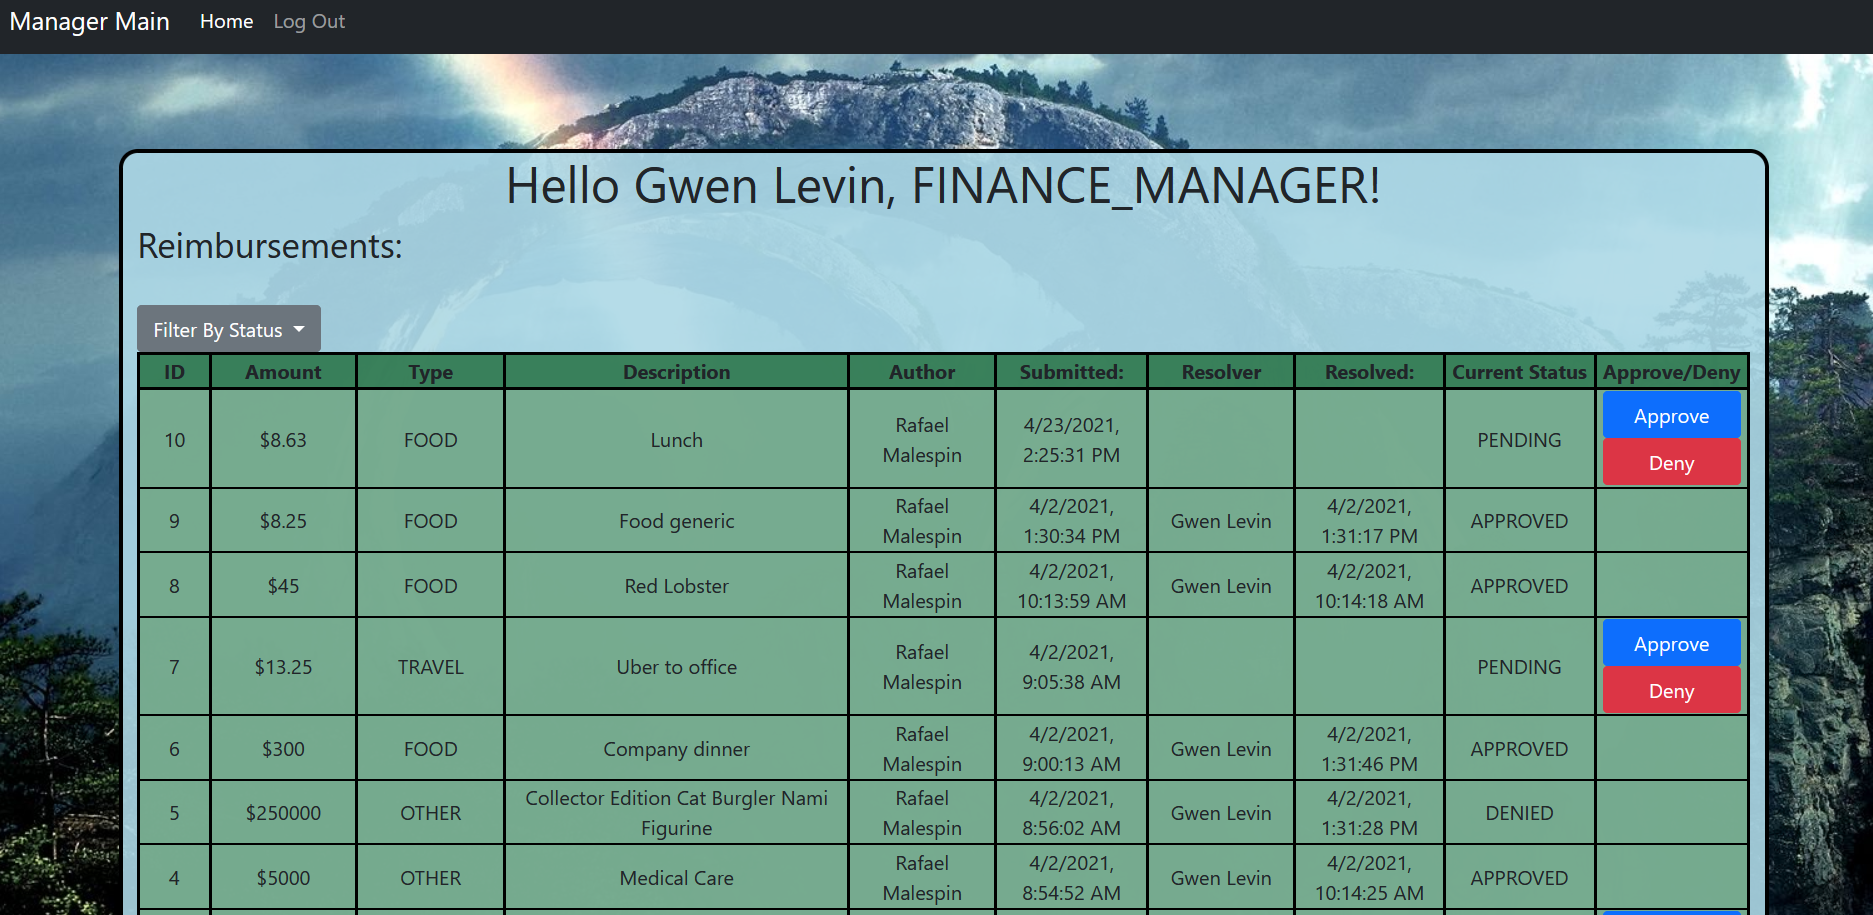 Manager Main Home Log Out
Hello Gwen Levin, FINANCE_MANAGER!
Reimbursements:
Filter By Status
ID Amount Type Description Author Submitted: Resolver Resolved: Current Status Approve/Deny
10 $8.63 FOOD Lunch Rafael Malespin 4/23/2021, 2:25:31 PM PENDING Approve Deny
9 $8.25 FOOD Food generic Rafael Malespin 4/2/2021, 1:30:34 PM Gwen Levin 4/2/2021, 1:31:17 PM APPROVED
8 $45 FOOD Red Lobster Rafael Malespin 4/2/2021, 10:13:59 AM Gwen Levin 4/2/2021, 10:14:18 AM APPROVED
7 $13.25 TRAVEL Uber to office Rafael Malespin 4/2/2021, 9:05:38 AM PENDING Approve Deny
6 $300 FOOD Company dinner Rafael Malespin 4/2/2021, 9:00:13 AM Gwen Levin 4/2/2021, 1:31:46 PM APPROVED
5 $250000 OTHER Collector Edition Cat Burgler Nami Figurine Rafael Malespin 4/2/2021, 8:56:02 AM Gwen Levin 4/2/2021, 1:31:28 PM DENIED
4 $5000 OTHER Medical Care Rafael Malespin 4/2/2021, 8:54:52 AM Gwen Levin 4/2/2021, 10:14:25 AM APPROVED